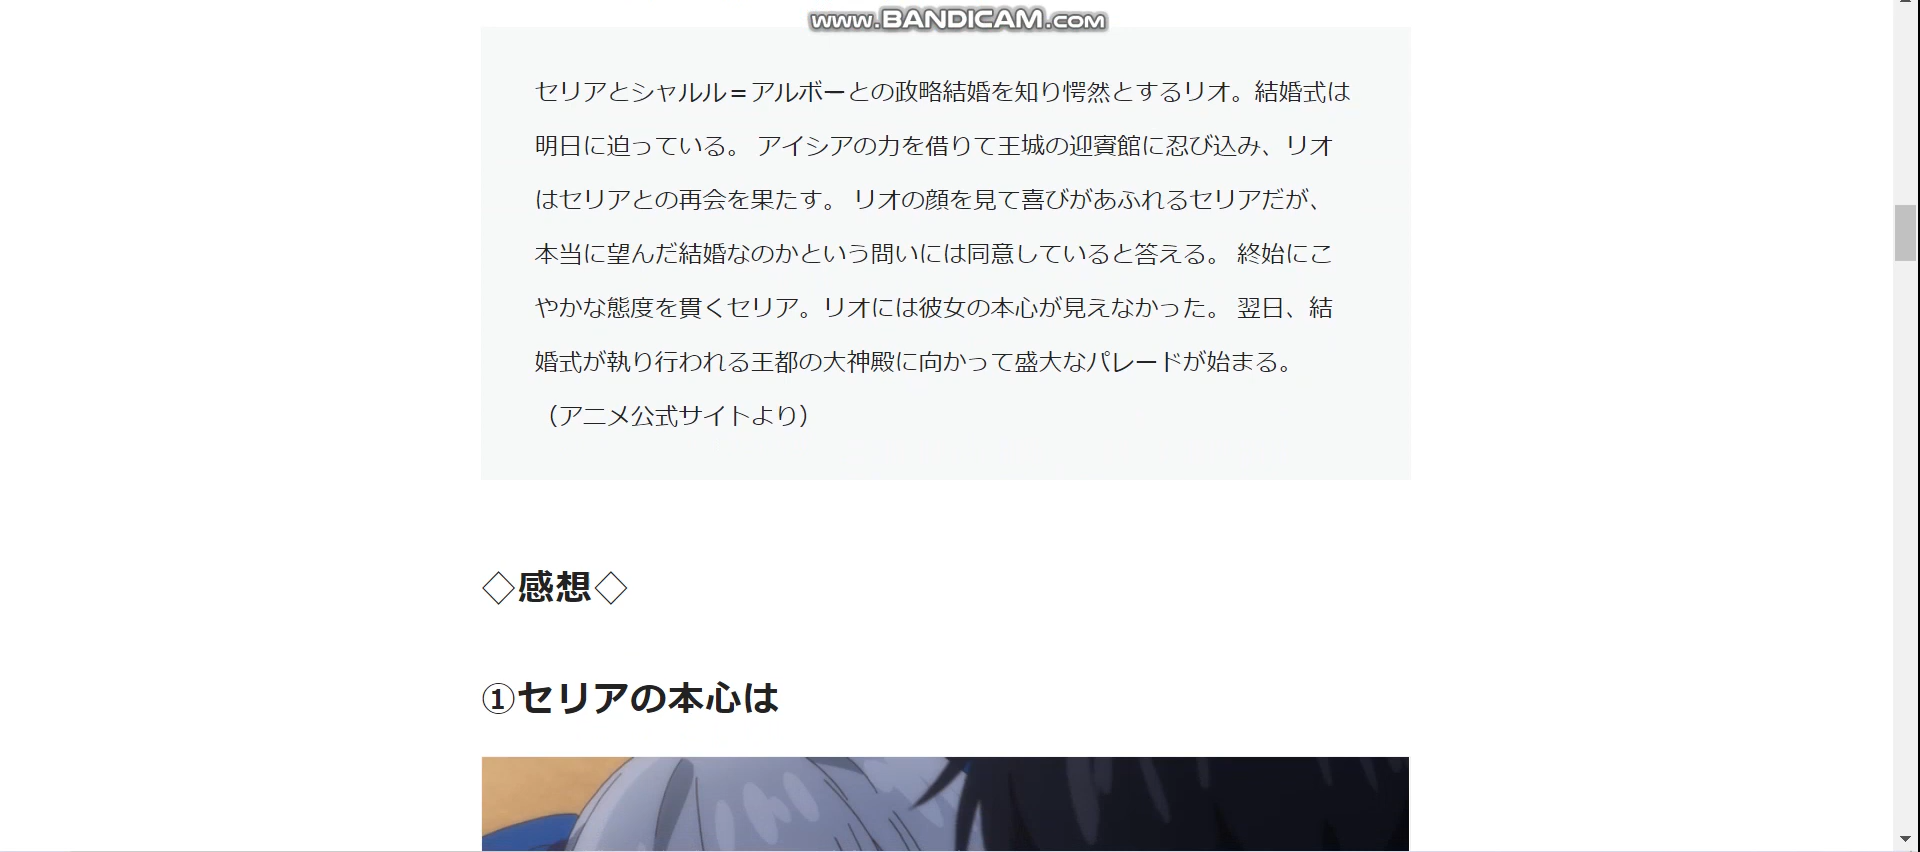 www.BANDICAM.com
セリアとシャルル＝アルボーとの政略結婚を知り愕然とするリオ。結婚式は
明日に迫っている。 アイシアの力を借りて王城の迎賓館に忍び込み、リオ
はセリアとの再会を果たす。 リオの顔を見て喜びがあふれるセリアだが、
本当に望んだ結婚なのかという問いには同意していると答える。 終始にこ
やかな態度を貫くセリア。リオには彼女の本心が見えなかった。 翌日、結
婚式が執り行われる王都の大神殿に向かって盛大なパレードが始まる。
（アニメ公式サイトより）
◇感想◇
①セリアの本心は